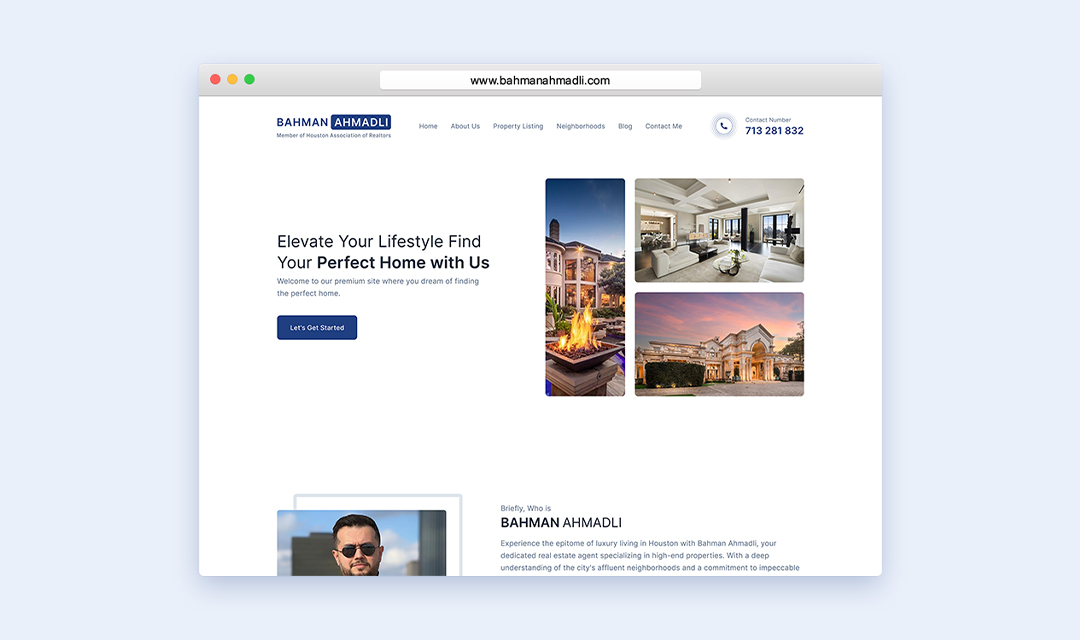 www.bahmanahmadli.com
BAHMAN AHMADLI
Member of Houston Association of Realtors
Home About Us Property Listing Neighborhoods Blog Contact Me
Contact Number
713 281 832
Elevate Your Lifestyle Find
Your Perfect Home with Us
Welcome to our premium site where you dream of finding
the perfect home.
Let's Get Started
Briefly, Who is
BAHMAN AHMADLI
Experience the epitome of luxury living in Houston with Bahman Ahmadli, your
dedicated real estate agent specializing in high-end properties. With a deep
understanding of the city's affluent neighborhoods and a commitment to impeccable